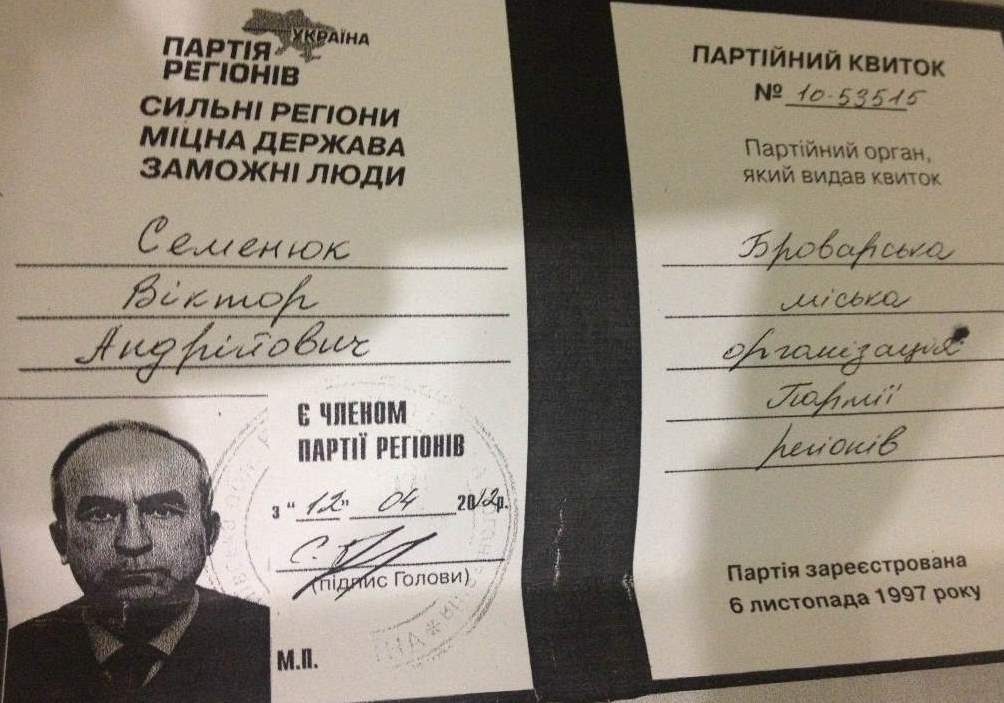 УКРАЇНА
ПАРТІЯ
РЕГІОНІВ
СИЛЬНІ РЕГІОНИ
МІЦНА ДЕРЖАВА
ЗАМОЖНІ ЛЮДИ
Семенюк
Віктор
Андрійович
Є ЧЛЕНОМ
ПАРТІЇ РЕГІОНІВ
з "12" 04 2012р.
(підпис Голови)
М.П.
ПАРТІЙНИЙ КВИТОК
№ 10-53515
Партійний орган,
який видав квиток
Броварська
міська
організація
Партії
регіонів
Партія зареєстрована
6 листопада 1997 року